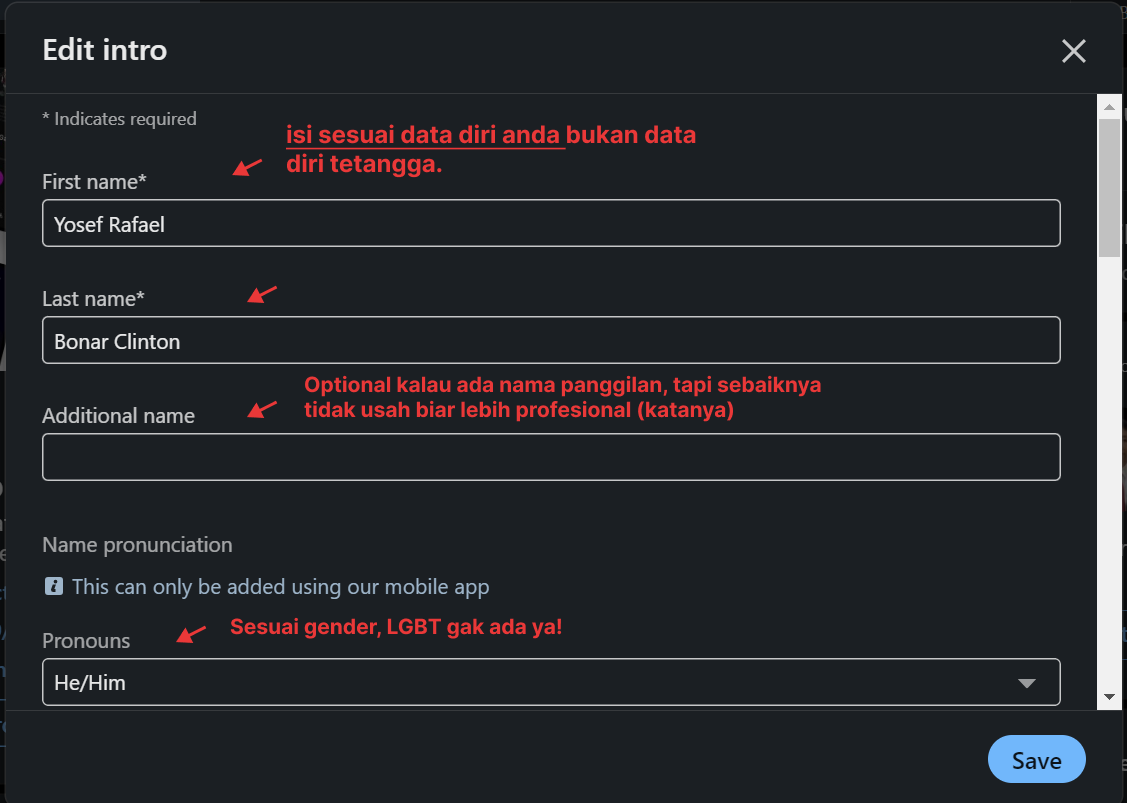 Edit intro
* Indicates required
isi sesuai data diri anda bukan data
diri tetangga.
First name*
Yosef Rafael
Last name*
Bonar Clinton
Optional kalau ada nama panggilan, tapi sebaiknya
tidak usah biar lebih profesional (katanya)
Additional name
Name pronunciation
This can only be added using our mobile app
Sesuai gender, LGBT gak ada ya!
Pronouns
He/Him
Save